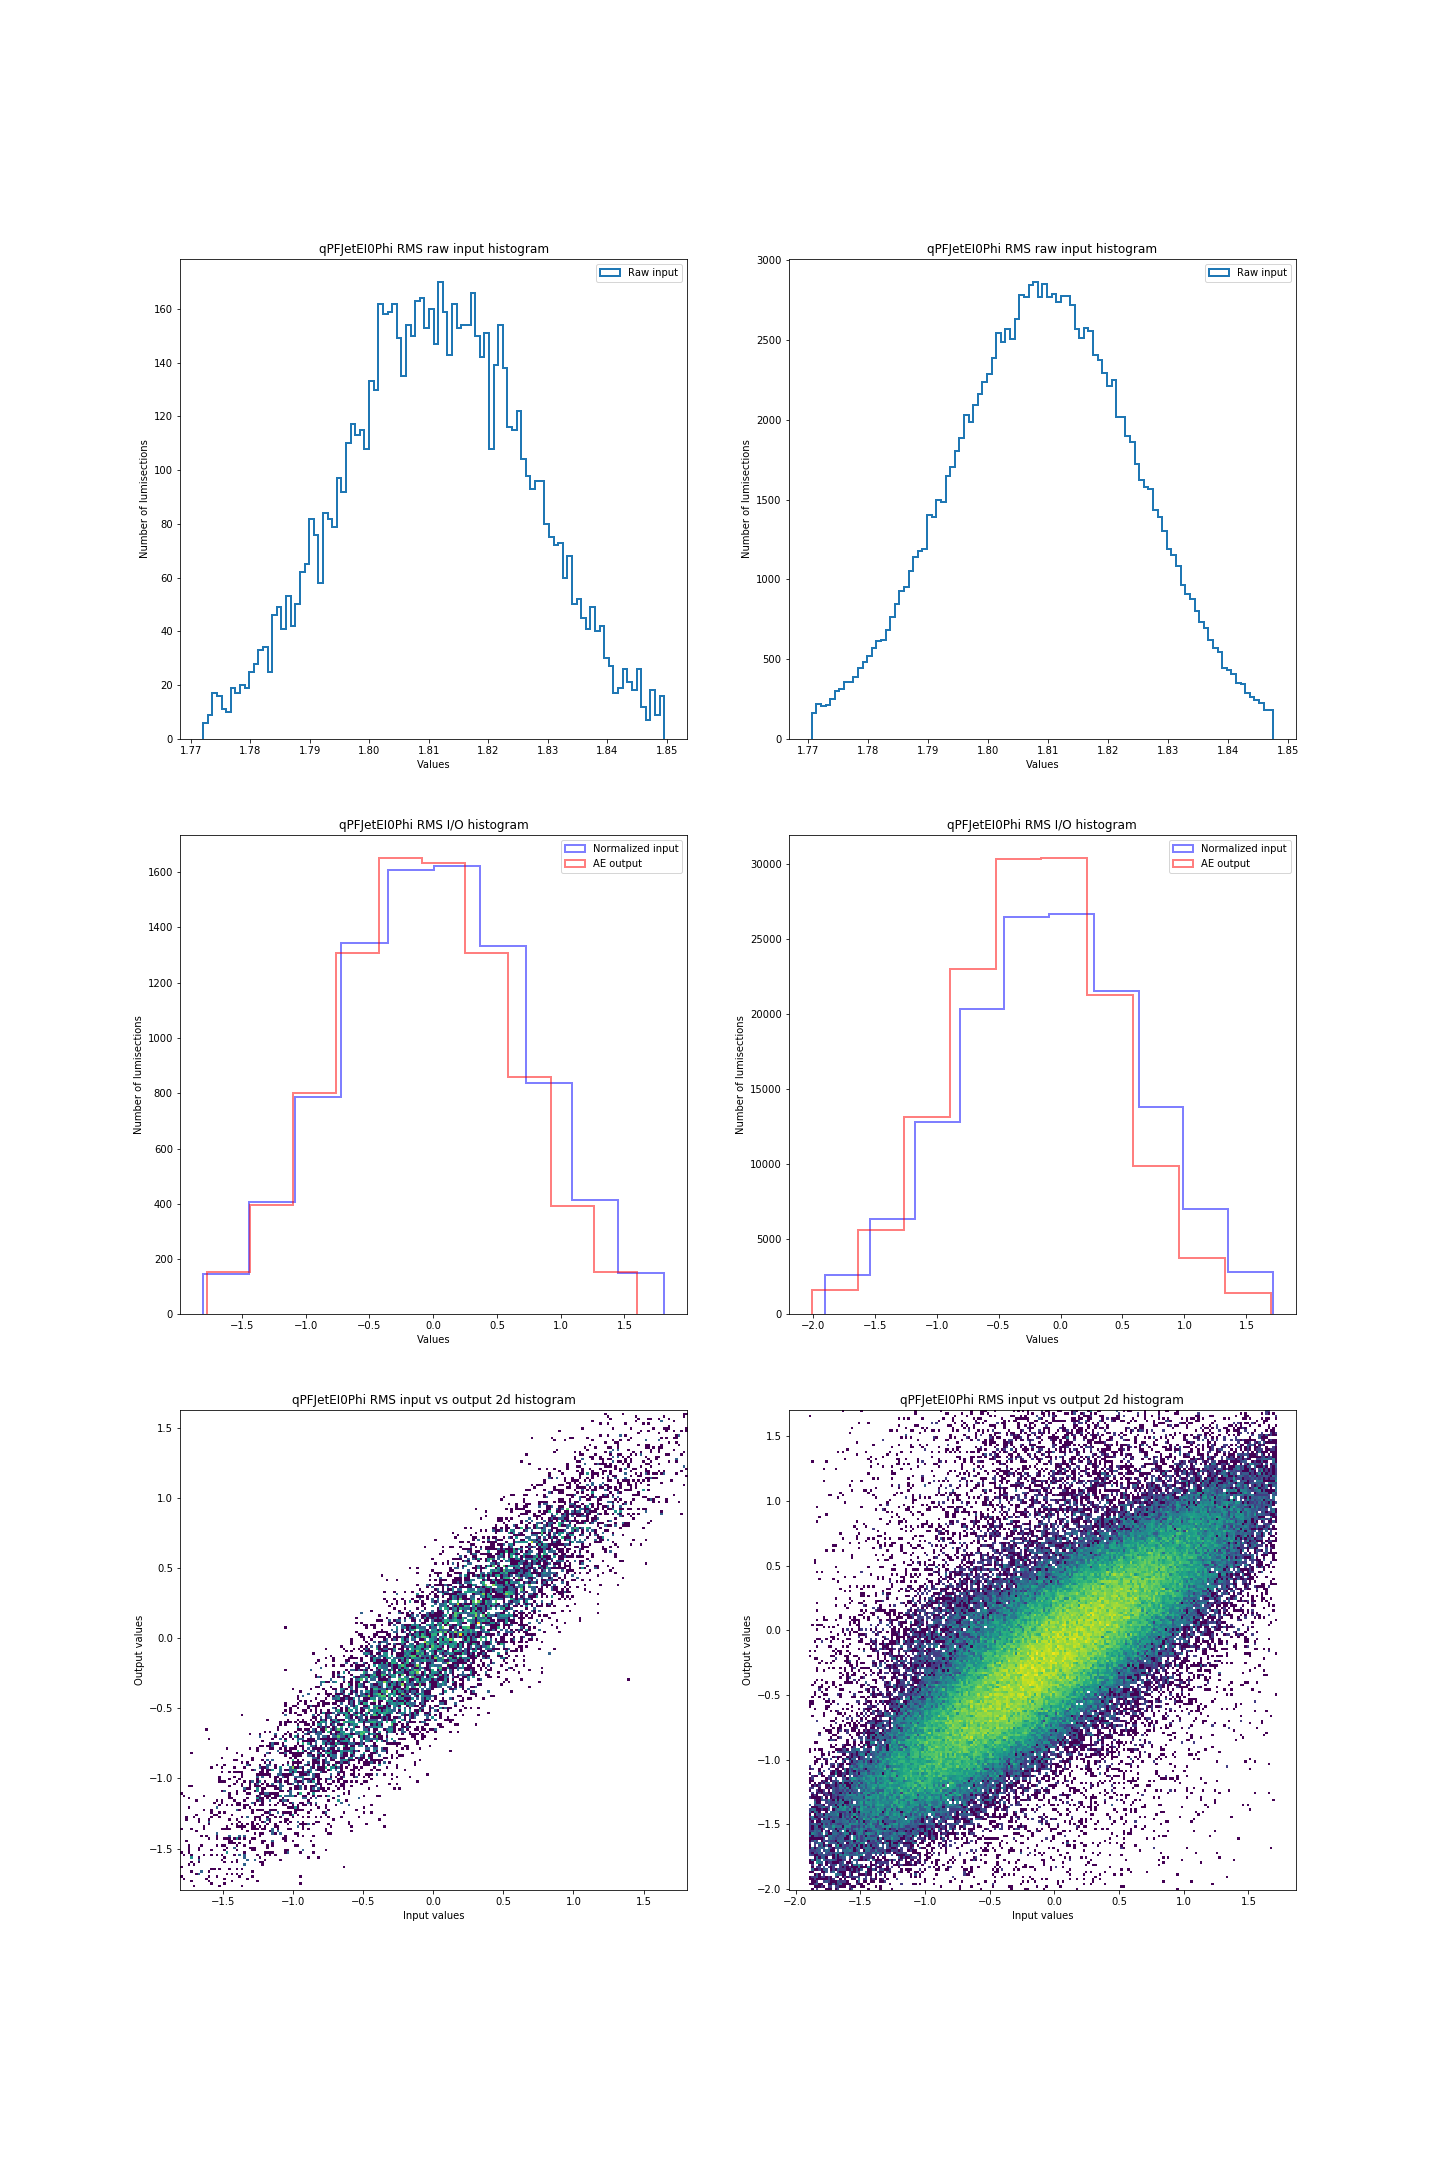 qPFJetEI0Phi RMS raw input histogram
Raw input
160
140
120
100
80
60
40
20
0
Number of lumisections
1.77 1.78 1.79 1.80 1.81 1.82 1.83 1.84 1.85
Values
qPFJetEI0Phi RMS raw input histogram
Raw input
3000
2500
2000
1500
1000
500
0
Number of lumisections
1.77 1.78 1.79 1.80 1.81 1.82 1.83 1.84 1.85
Values
qPFJetEI0Phi RMS I/O histogram
Normalized input
AE output
1600
1400
1200
1000
800
600
400
200
0
Number of lumisections
−1.5 −1.0 −0.5 0.0 0.5 1.0 1.5
Values
qPFJetEI0Phi RMS I/O histogram
Normalized input
AE output
30000
25000
20000
15000
10000
5000
0
Number of lumisections
−2.0 −1.5 −1.0 −0.5 0.0 0.5 1.0 1.5
Values
qPFJetEI0Phi RMS input vs output 2d histogram
1.5
1.0
0.5
0.0
−0.5
−1.0
−1.5
Output values
−1.5 −1.0 −0.5 0.0 0.5 1.0 1.5
Input values
qPFJetEI0Phi RMS input vs output 2d histogram
1.5
1.0
0.5
0.0
−0.5
−1.0
−1.5
−2.0
Output values
−2.0 −1.5 −1.0 −0.5 0.0 0.5 1.0 1.5
Input values